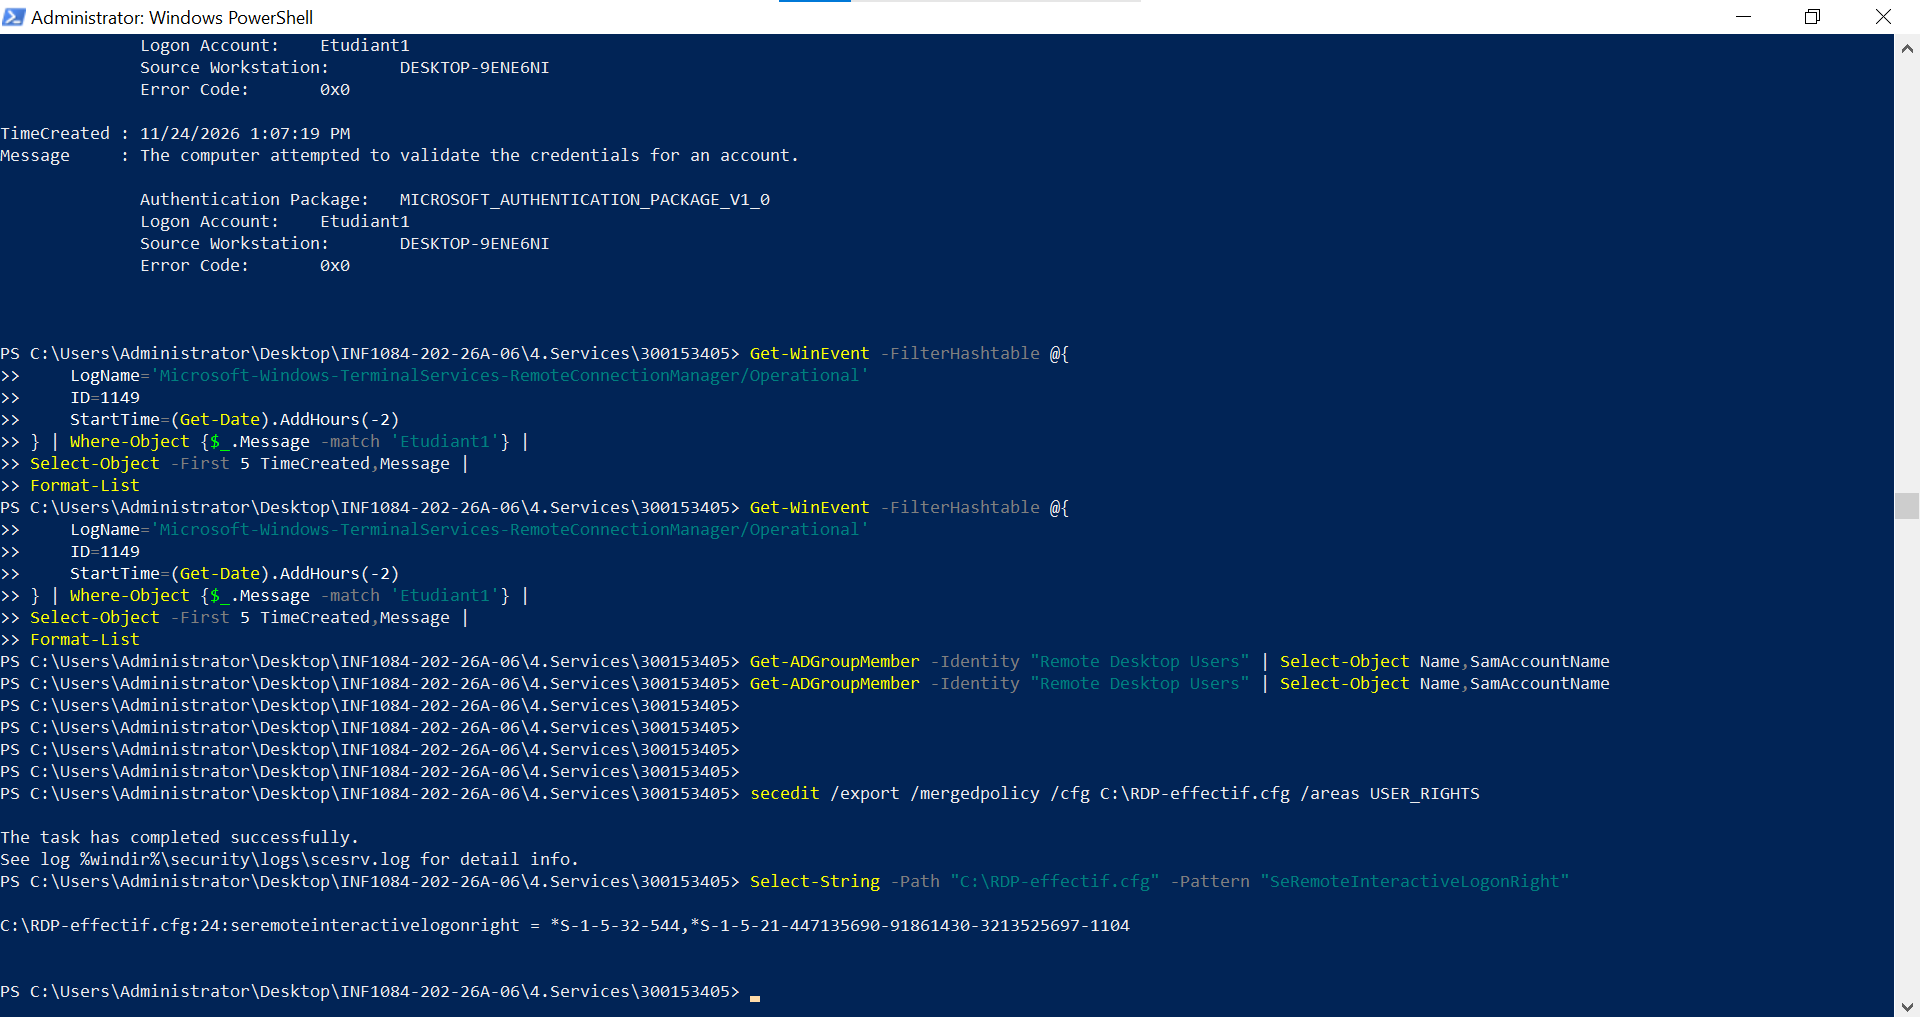 Administrator: Windows PowerShell
Logon Account:    Etudiant1
Source Workstation:       DESKTOP-9ENE6NI
Error Code:       0x0
TimeCreated : 11/24/2026 1:07:19 PM
Message     : The computer attempted to validate the credentials for an account.
Authentication Package:   MICROSOFT_AUTHENTICATION_PACKAGE_V1_0
Logon Account:    Etudiant1
Source Workstation:       DESKTOP-9ENE6NI
Error Code:       0x0
PS C:\Users\Administrator\Desktop\INF1084-202-26A-06\4.Services\300153405> Get-WinEvent -FilterHashtable @{
>>     LogName='Microsoft-Windows-TerminalServices-RemoteConnectionManager/Operational'
>>     ID=1149
>>     StartTime=(Get-Date).AddHours(-2)
>> } | Where-Object {$_.Message -match 'Etudiant1'} |
>> Select-Object -First 5 TimeCreated,Message |
>> Format-List
PS C:\Users\Administrator\Desktop\INF1084-202-26A-06\4.Services\300153405> Get-WinEvent -FilterHashtable @{
>>     LogName='Microsoft-Windows-TerminalServices-RemoteConnectionManager/Operational'
>>     ID=1149
>>     StartTime=(Get-Date).AddHours(-2)
>> } | Where-Object {$_.Message -match 'Etudiant1'} |
>> Select-Object -First 5 TimeCreated,Message |
>> Format-List
PS C:\Users\Administrator\Desktop\INF1084-202-26A-06\4.Services\300153405> Get-ADGroupMember -Identity "Remote Desktop Users" | Select-Object Name,SamAccountName
PS C:\Users\Administrator\Desktop\INF1084-202-26A-06\4.Services\300153405> Get-ADGroupMember -Identity "Remote Desktop Users" | Select-Object Name,SamAccountName
PS C:\Users\Administrator\Desktop\INF1084-202-26A-06\4.Services\300153405>
PS C:\Users\Administrator\Desktop\INF1084-202-26A-06\4.Services\300153405>
PS C:\Users\Administrator\Desktop\INF1084-202-26A-06\4.Services\300153405>
PS C:\Users\Administrator\Desktop\INF1084-202-26A-06\4.Services\300153405>
PS C:\Users\Administrator\Desktop\INF1084-202-26A-06\4.Services\300153405> secedit /export /mergedpolicy /cfg C:\RDP-effectif.cfg /areas USER_RIGHTS
The task has completed successfully.
See log %windir%\security\logs\scesrv.log for detail info.
PS C:\Users\Administrator\Desktop\INF1084-202-26A-06\4.Services\300153405> Select-String -Path "C:\RDP-effectif.cfg" -Pattern "SeRemoteInteractiveLogonRight"
C:\RDP-effectif.cfg:24:seremoteinteractivelogonright = *S-1-5-32-544,*S-1-5-21-447135690-91861430-3213525697-1104
PS C:\Users\Administrator\Desktop\INF1084-202-26A-06\4.Services\300153405>